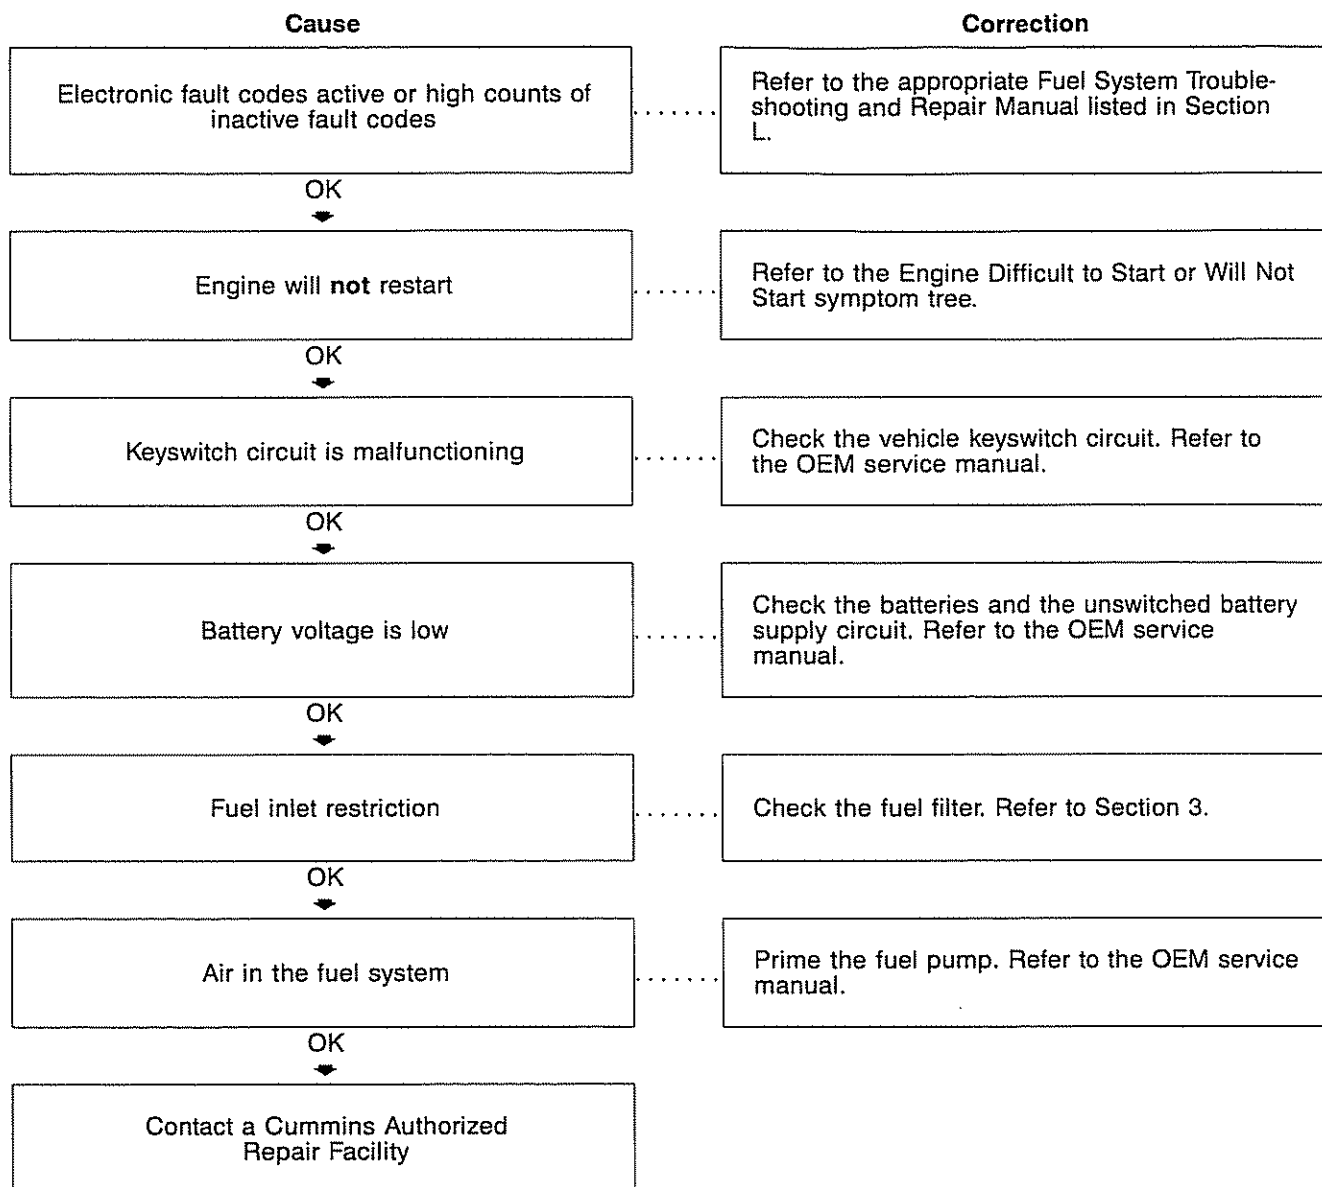 Cause
Correction
Electronic fault codes active or high counts of
inactive fault codes
Refer to the appropriate Fuel System Trouble-
shooting and Repair Manual listed in Section
L.
OK
Engine will not restart
Refer to the Engine Difficult to Start or Will Not
Start symptom tree.
OK
Keyswitch circuit is malfunctioning
Check the vehicle keyswitch circuit. Refer to
the OEM service manual.
OK
Battery voltage is low
Check the batteries and the unswitched battery
supply circuit. Refer to the OEM service
manual.
OK
Fuel inlet restriction
Check the fuel filter. Refer to Section 3.
OK
Air in the fuel system
Prime the fuel pump. Refer to the OEM service
manual.
OK
Contact a Cummins Authorized
Repair Facility